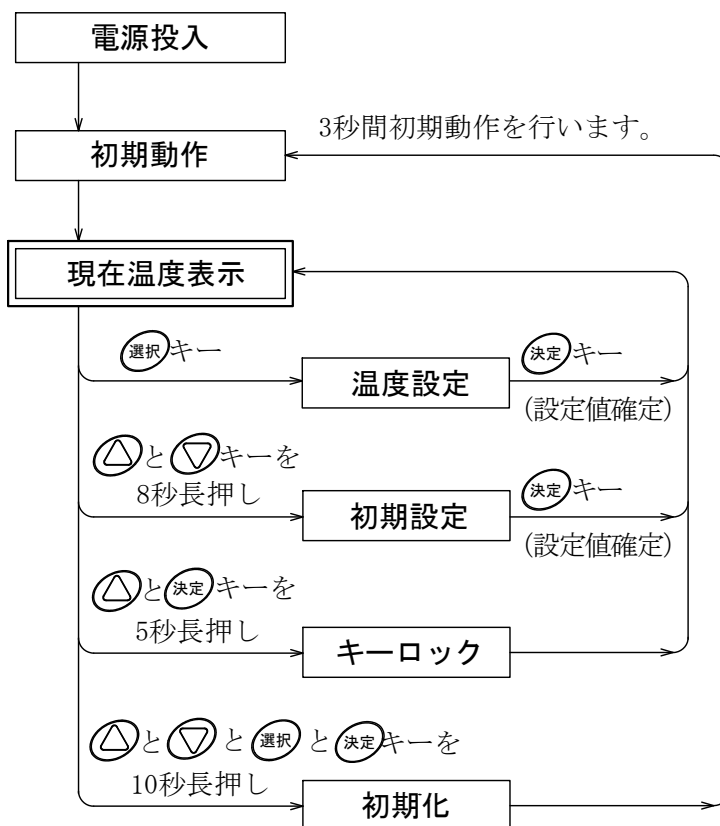 電源投入
3秒間初期動作を行います。
初期動作
現在温度表示
選択キー
決定キー
温度設定
(設定値確定)
△と▽キーを
8秒長押し
決定キー
初期設定
(設定値確定)
△と決定キーを
5秒長押し
キーロック
△と▽と選択と決定キーを
10秒長押し
初期化